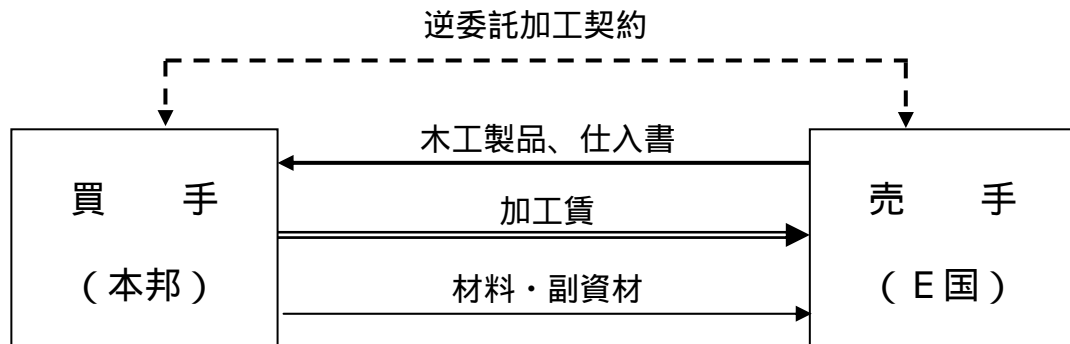 逆委託加工契約
木工製品、仕入書
買　　手
売　　手
加工賃
（本邦）
材料・副資材
（E国）